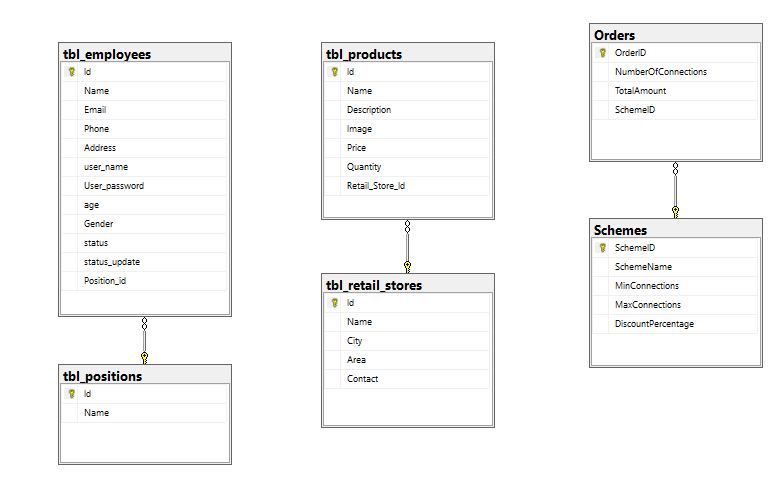 tbl_employees
Id
Name
Email
Phone
Address
user_name
User_password
age
Gender
status
status_update
Position_id
tbl_positions
Id
Name
tbl_products
Id
Name
Description
Image
Price
Quantity
Retail_Store_Id
tbl_retail_stores
Id
Name
City
Area
Contact
Orders
OrderID
NumberOfConnections
TotalAmount
SchemeID
Schemes
SchemeID
SchemeName
MinConnections
MaxConnections
DiscountPercentage